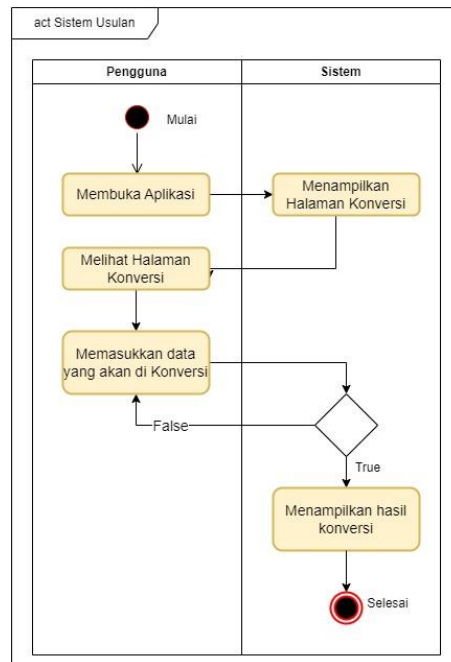 act Sistem Usulan
Pengguna
Sistem
Mulai
Membuka Aplikasi
Menampilkan
Halaman Konversi
Melihat Halaman
Konversi
Memasukkan data
yang akan di Konversi
False
True
Menampilkan hasil
konversi
Selesai